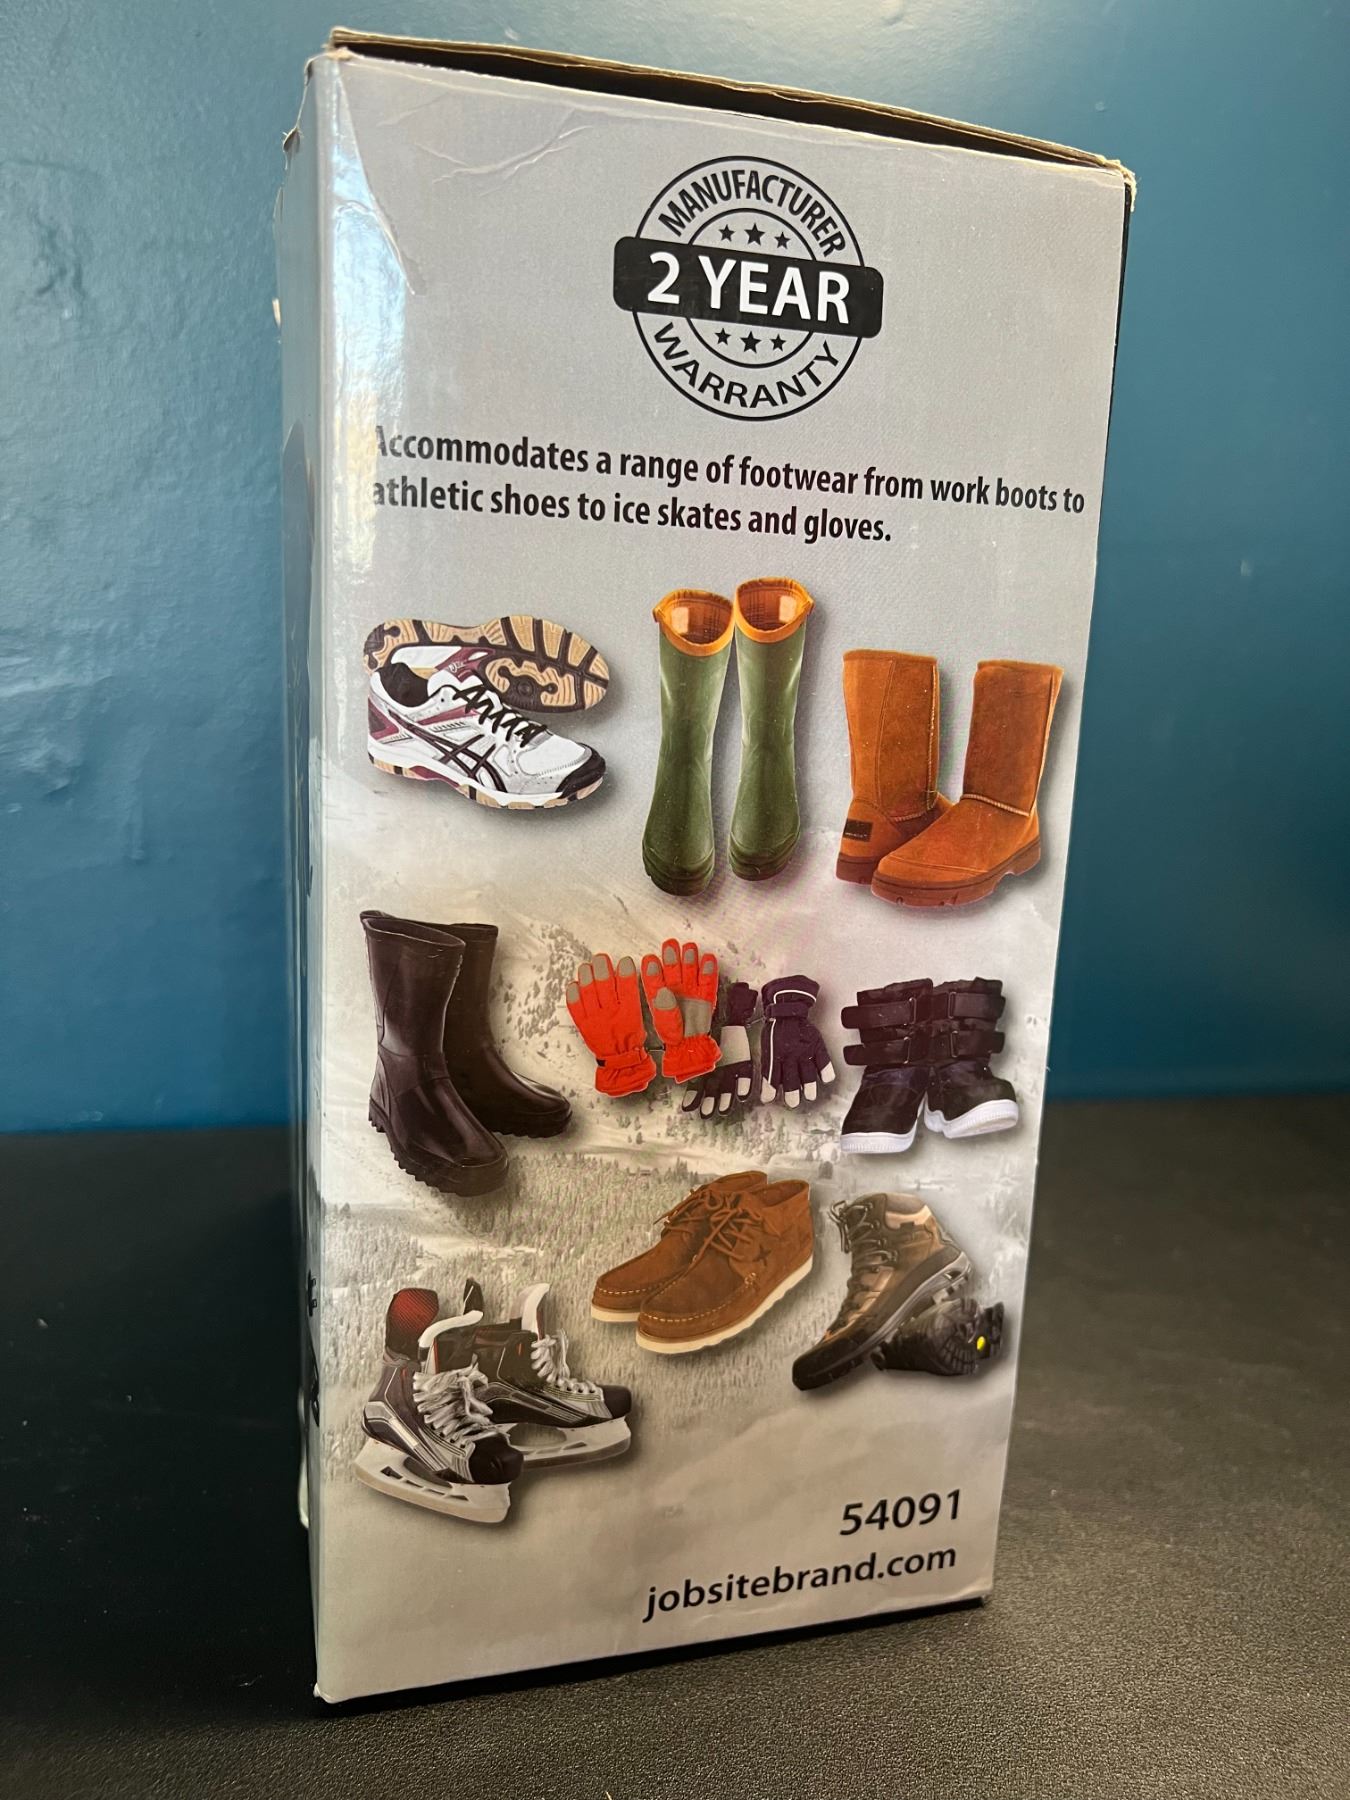 MANUFACTURER
2 YEAR
WARRANTY
Accommodates a range of footwear from work boots to
athletic shoes to ice skates and gloves.
54091
jobsitebrand.com